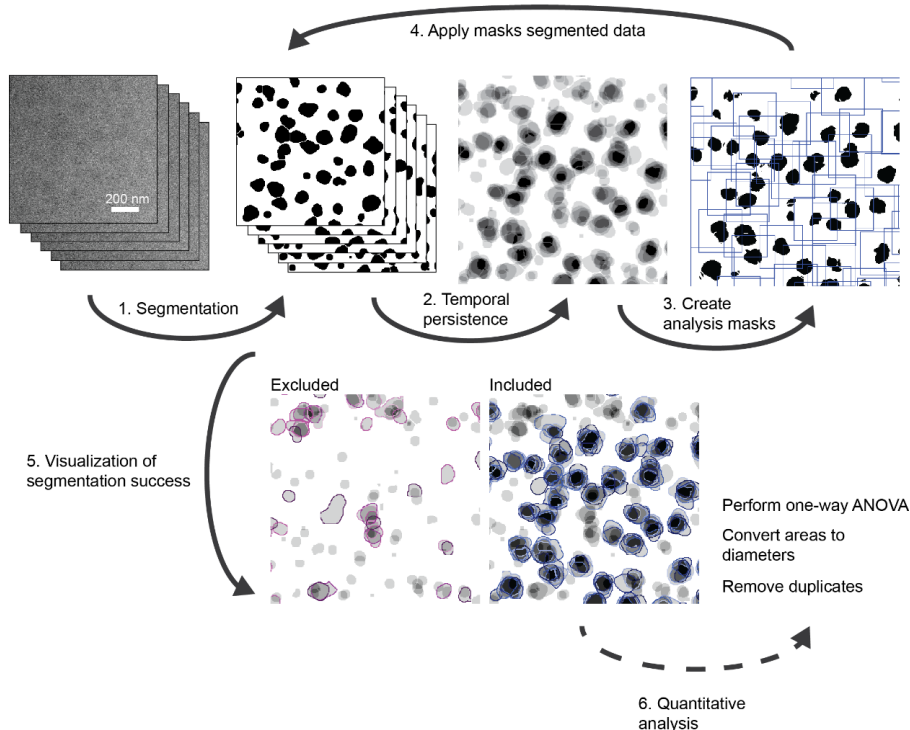 4. Apply masks segmented data
200 nm
1. Segmentation
2. Temporal
persistence
3. Create
analysis masks
Excluded
Included
5. Visualization of
segmentation success
Perform one-way ANOVA
Convert areas to
diameters
Remove duplicates
6. Quantitative
analysis